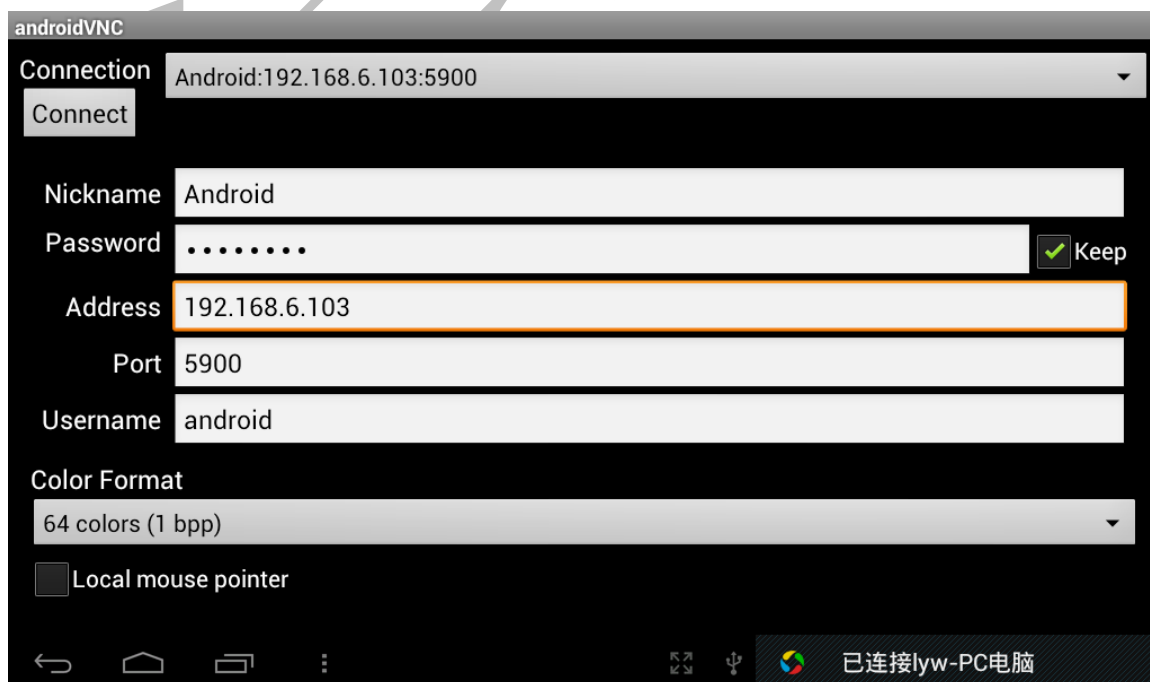 androidVNC
Connection Android:192.168.6.103:5900
Connect
Nickname Android
Password ••••••••
Keep
Address 192.168.6.103
Port 5900
Username android
Color Format
64 colors (1 bpp)
Local mouse pointer
已连接lyw-PC电脑